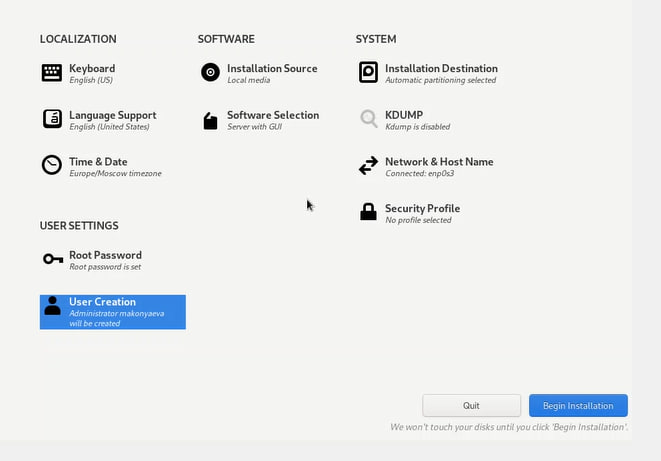 LOCALIZATION
Keyboard
English (US)
Language Support
English (United States)
Time & Date
Europe/Moscow timezone
USER SETTINGS
Root Password
Root password is set
User Creation
Administrator makonyaeva
will be created
SOFTWARE
Installation Source
Local media
Software Selection
Server with GUI
SYSTEM
Installation Destination
Automatic partitioning selected
KDUMP
Kdump is disabled
Network & Host Name
Connected: enp0s3
Security Profile
No profile selected
Quit
Begin Installation
We won't touch your disks until you click 'Begin Installation'.